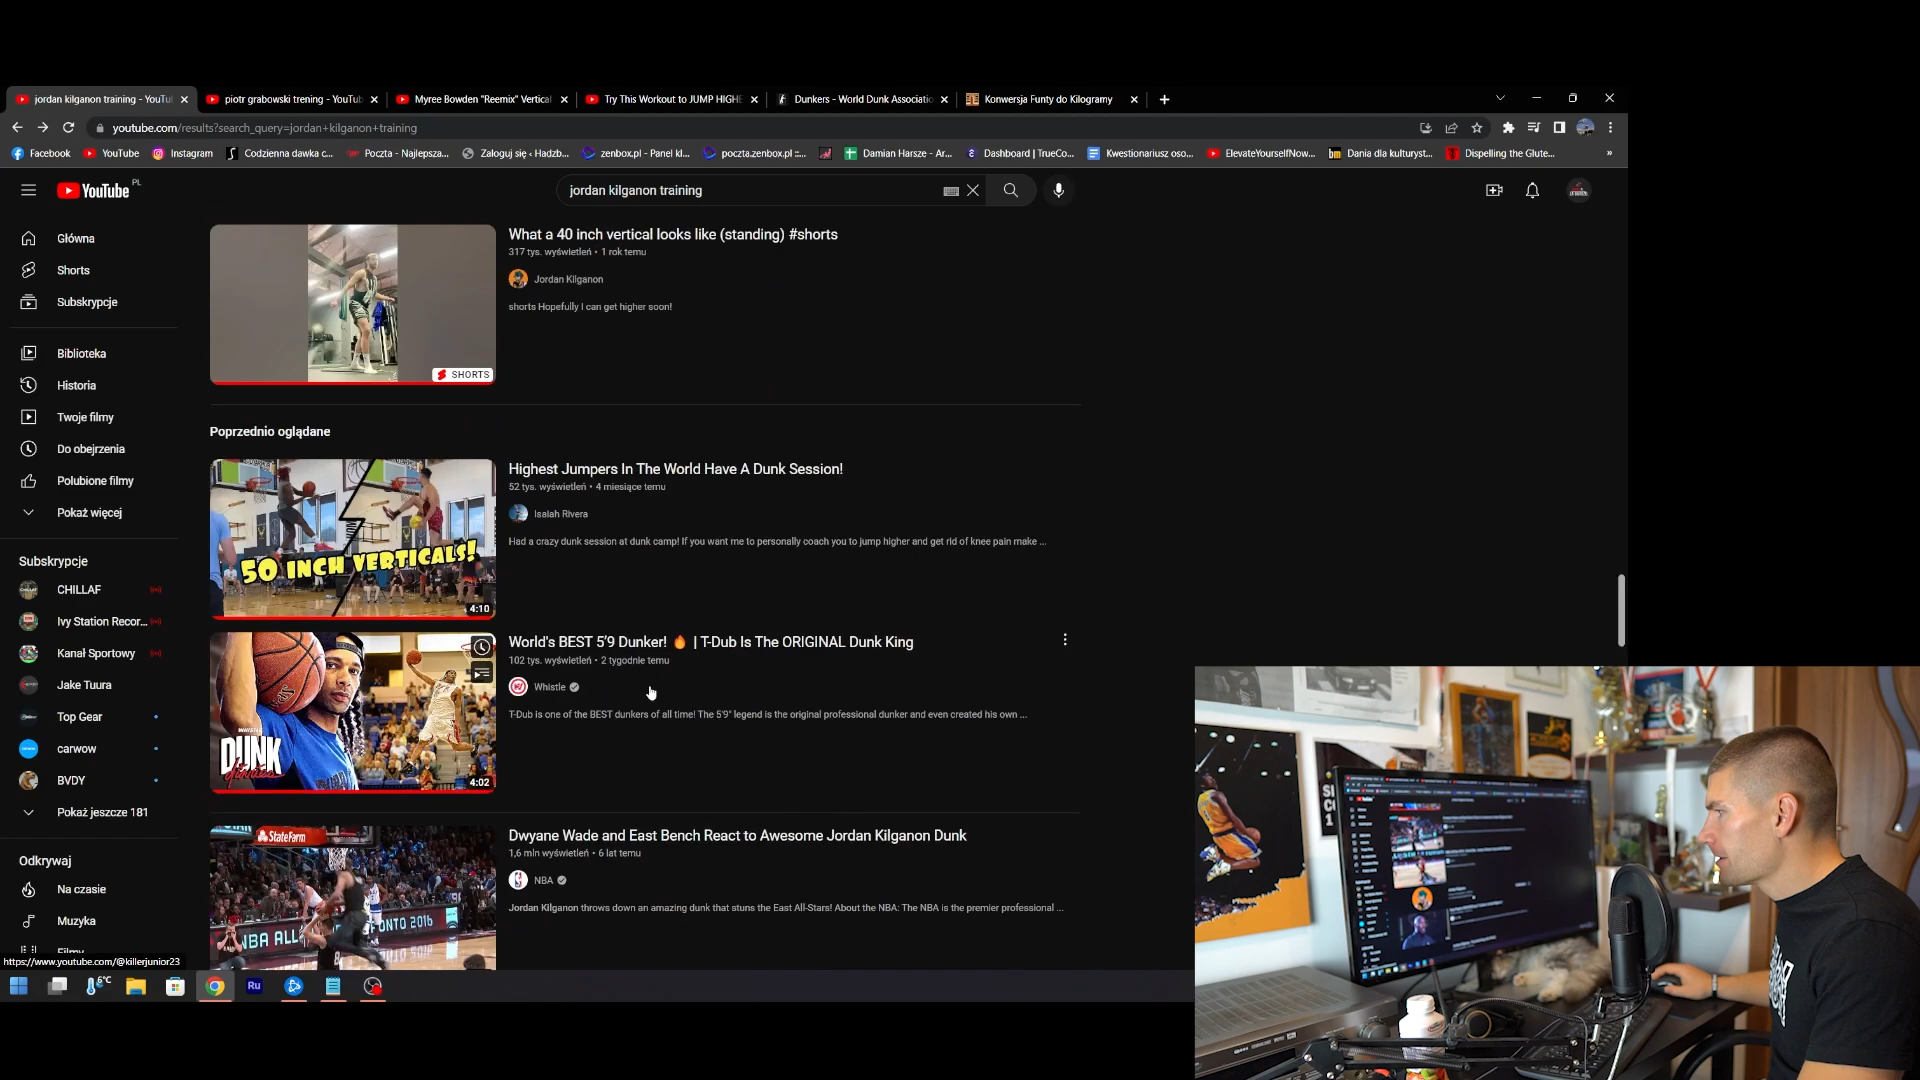 jordan kilganon training - YouTu
piotr grabowski trening - YouTub
Myree Bowden "Reemix" Vertical
Try This Workout to JUMP HIGHE
Dunkers - World Dunk Associatio
Konwersja Funty do Kilogramy
youtube.com/results?search_query=jordan+kilganon+training
Facebook
YouTube
Instagram
Codzienna dawka c...
Poczta - Najlepsza...
Zaloguj się ‹ Hadzb...
zenbox.pl - Panel kl...
poczta.zenbox.pl ::...
Damian Harsze - Ar...
Dashboard | TrueCo...
Kwestionariusz oso...
ElevateYourselfNow...
Dania dla kulturyst...
Dispelling the Glute...
»
YouTube PL
jordan kilganon training
Główna
Shorts
Subskrypcje
Biblioteka
Historia
Twoje filmy
Do obejrzenia
Polubione filmy
Pokaż więcej
Subskrypcje
CHILLAF
Ivy Station Recor...
Kanał Sportowy
Jake Tuura
Top Gear
carwow
BVDY
Pokaż jeszcze 181
Odkrywaj
Na czasie
Muzyka
Filmy
https://www.youtube.com/@killerjunior23
What a 40 inch vertical looks like (standing) #shorts
317 tys. wyświetleń • 1 rok temu
Jordan Kilganon
shorts Hopefully I can get higher soon!
SHORTS
Poprzednio oglądane
Highest Jumpers In The World Have A Dunk Session!
52 tys. wyświetleń • 4 miesiące temu
Isaiah Rivera
Had a crazy dunk session at dunk camp! If you want me to personally coach you to jump higher and get rid of knee pain make ...
50 INCH VERTICALS!
4:10
World's BEST 5'9 Dunker! 🔥 | T-Dub Is The ORIGINAL Dunk King
102 tys. wyświetleń • 2 tygodnie temu
Whistle
T-Dub is one of the BEST dunkers of all time! The 5'9" legend is the original professional dunker and even created his own ...
DUNK
4:02
Dwyane Wade and East Bench React to Awesome Jordan Kilganon Dunk
1,6 mln wyświetleń • 6 lat temu
NBA
Jordan Kilganon throws down an amazing dunk that stuns the East All-Stars! About the NBA: The NBA is the premier professional ...
StateFarm
6°C
Ru